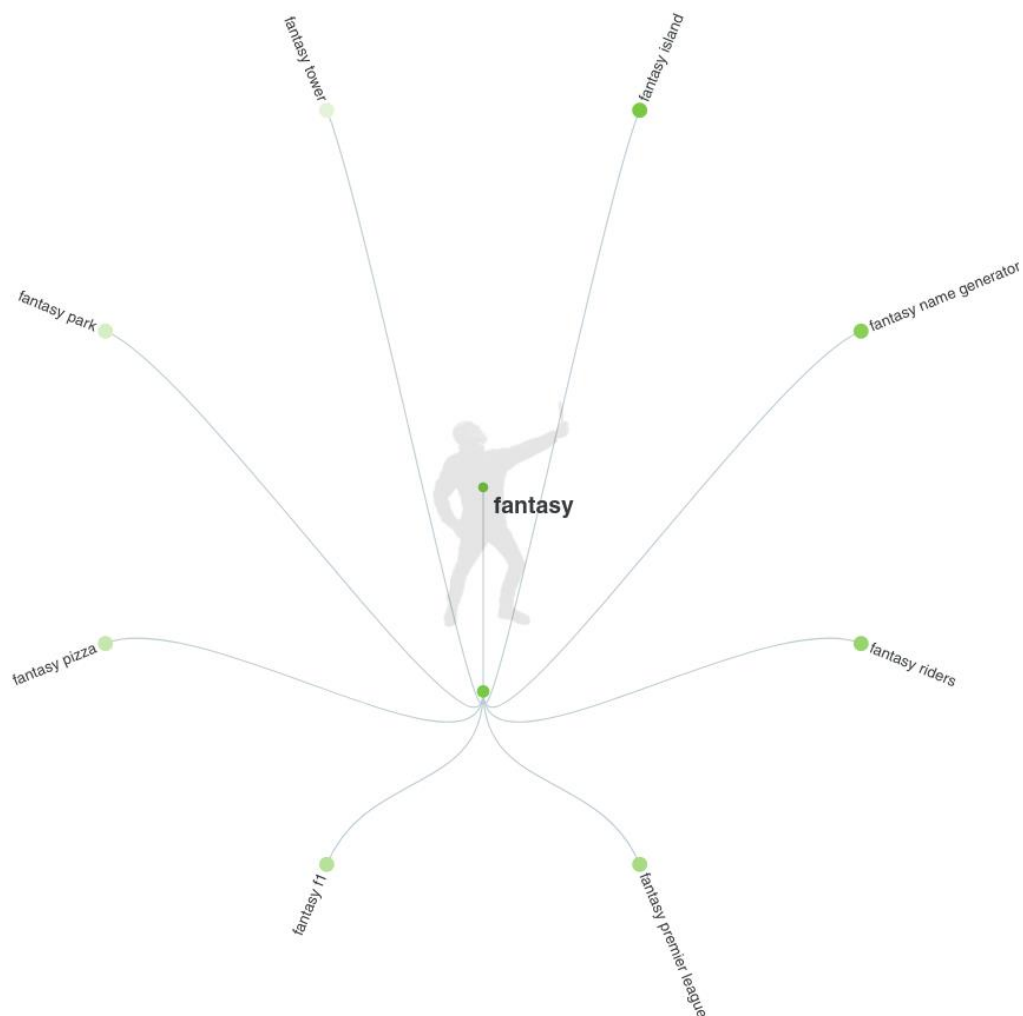 fantasy tower
fantasy island
fantasy park
fantasy name generator
fantasy
fantasy pizza
fantasy riders
fantasy f1
fantasy premier league